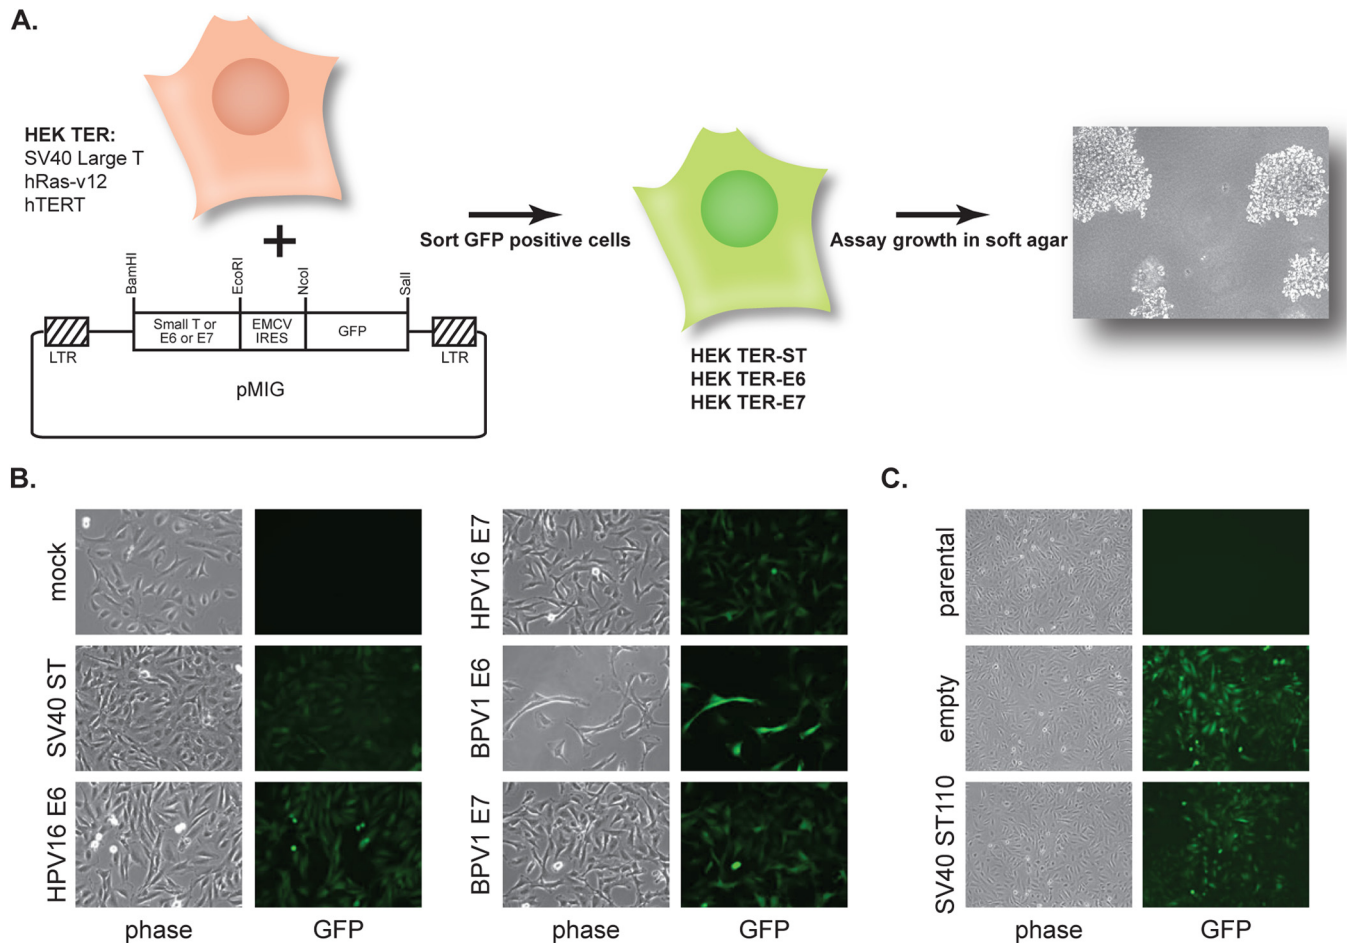 A.
HEK TER:
SV40 Large T
hRas-v12
hTERT
+
BamHI
EcoRI
NcoI
SalI
Small T or
E6 or E7
EMCV
IRES
GFP
LTR
LTR
pMIG
Sort GFP positive cells
HEK TER-ST
HEK TER-E6
HEK TER-E7
Assay growth in soft agar
B.
mock
SV40 ST
HPV16 E6
phase
GFP
HPV16 E7
BPV1 E6
BPV1 E7
phase
GFP
C.
parental
empty
SV40 ST110
phase
GFP